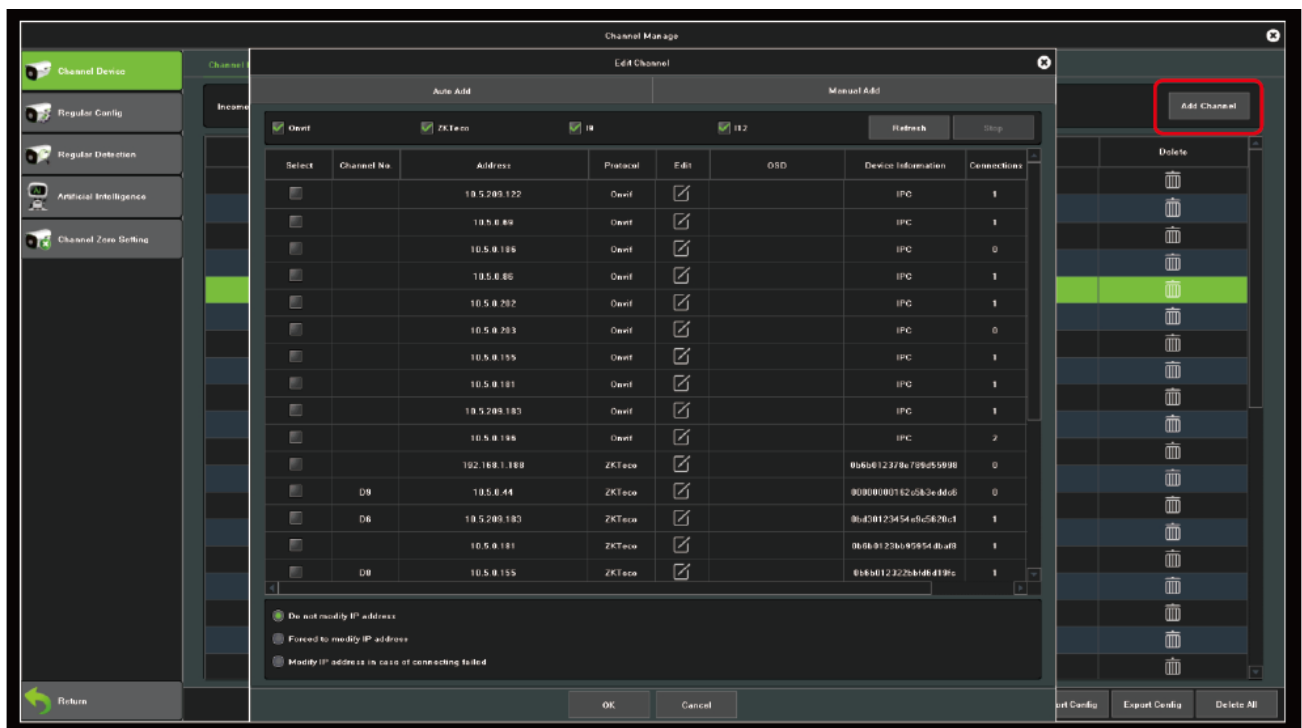 Channel Manage
Edit Channel
Channel Device
Regular Config
Regular Detection
Artificial Intelligence
Channel Zero Setting
Return
Auto Add Manual Add
Add Channel
Onvif ZKTeco I8 I12 Refresh Stop
Select Channel No. Address Protocol Edit OSD Device Information Connections
Delete
10.5.209.122 Onvif IPC 1
10.5.0.69 Onvif IPC 1
10.5.0.186 Onvif IPC 0
10.5.0.86 Onvif IPC 1
10.5.0.202 Onvif IPC 1
10.5.0.203 Onvif IPC 0
10.5.0.155 Onvif IPC 1
10.5.0.181 Onvif IPC 1
10.5.209.183 Onvif IPC 1
10.5.0.196 Onvif IPC 2
192.168.1.188 ZKTeco 0
D9 10.5.0.44 ZKTeco 0
D6 10.5.209.183 ZKTeco 1
10.5.0.181 ZKTeco 1
10.5.0.155 ZKTeco 1
Do not modify IP address
Forced to modify IP address
Modify IP address in case of connecting failed
OK Cancel
Export Config Delete All